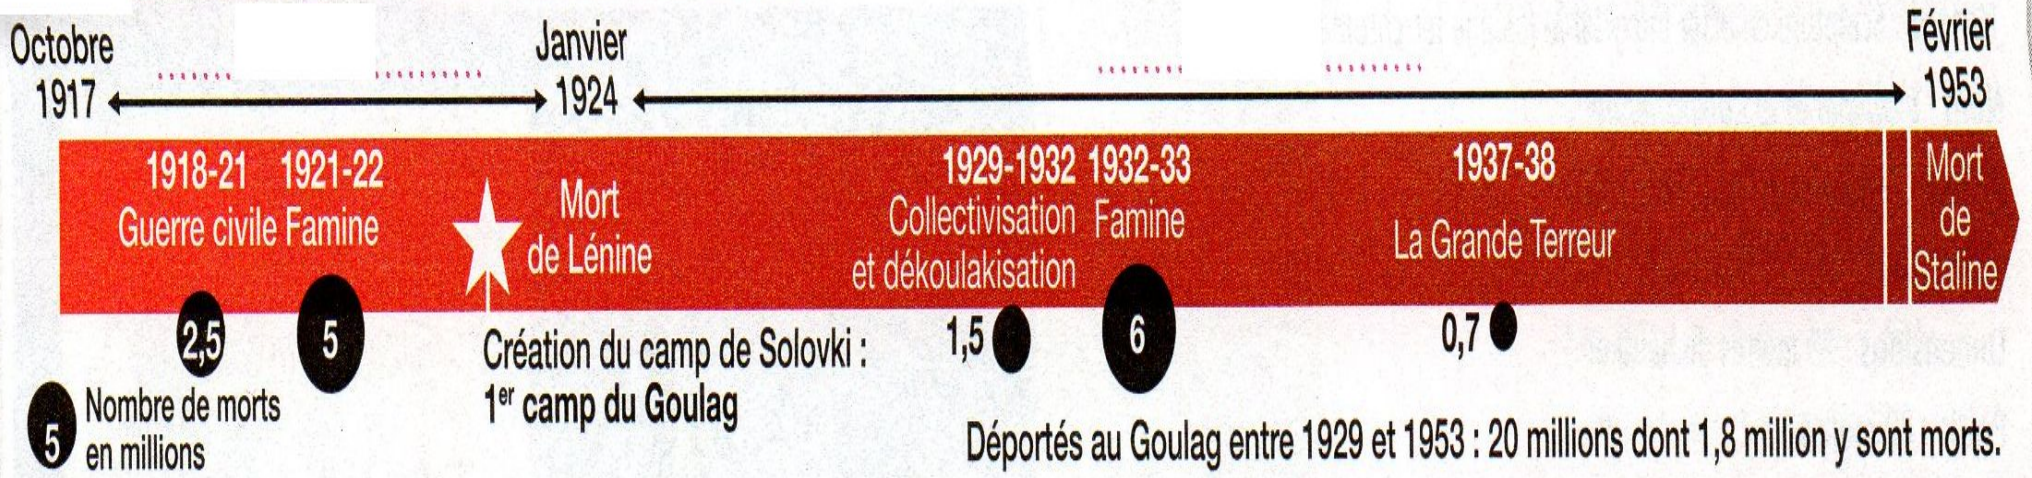 Octobre
1917
Janvier
1924
Février
1953
1918-21
Guerre civile
1921-22
Famine
Mort
de Lénine
1929-1932
Collectivisation
et dékoulakisation
1932-33
Famine
1937-38
La Grande Terreur
Mort
de
Staline
2,5
5
Création du camp de Solovki :
1er camp du Goulag
1,5
6
0,7
5
Nombre de morts
en millions
Déportés au Goulag entre 1929 et 1953 : 20 millions dont 1,8 million y sont morts.